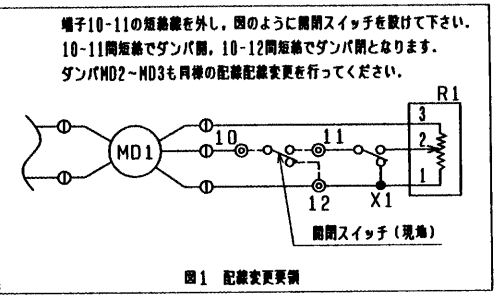 端子10-11の短絡線を外し，図のように開閉スイッチを設けて下さい．
10~11間短絡でダンパ開，10-12間短絡でダンパ閉となります．
ダンパMD2~MD3も同様の配線配線変更を行ってください．
R1
3
10
11
2
MD1
1
12
X1
開閉スイッチ（現地）
図1 配線変更要領